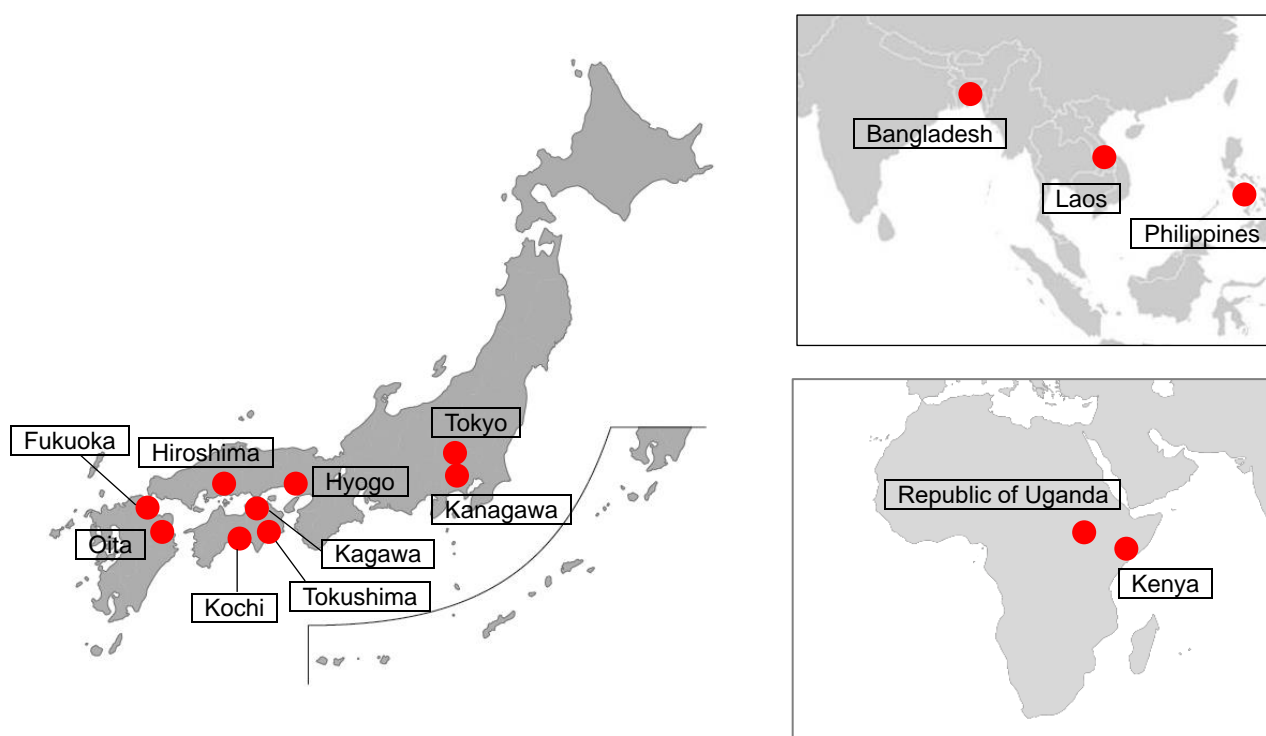 Fukuoka
Hiroshima
Tokyo
Hyogo
Kanagawa
Oita
Kagawa
Kochi
Tokushima
Bangladesh
Laos
Philippines
Republic of Uganda
Kenya